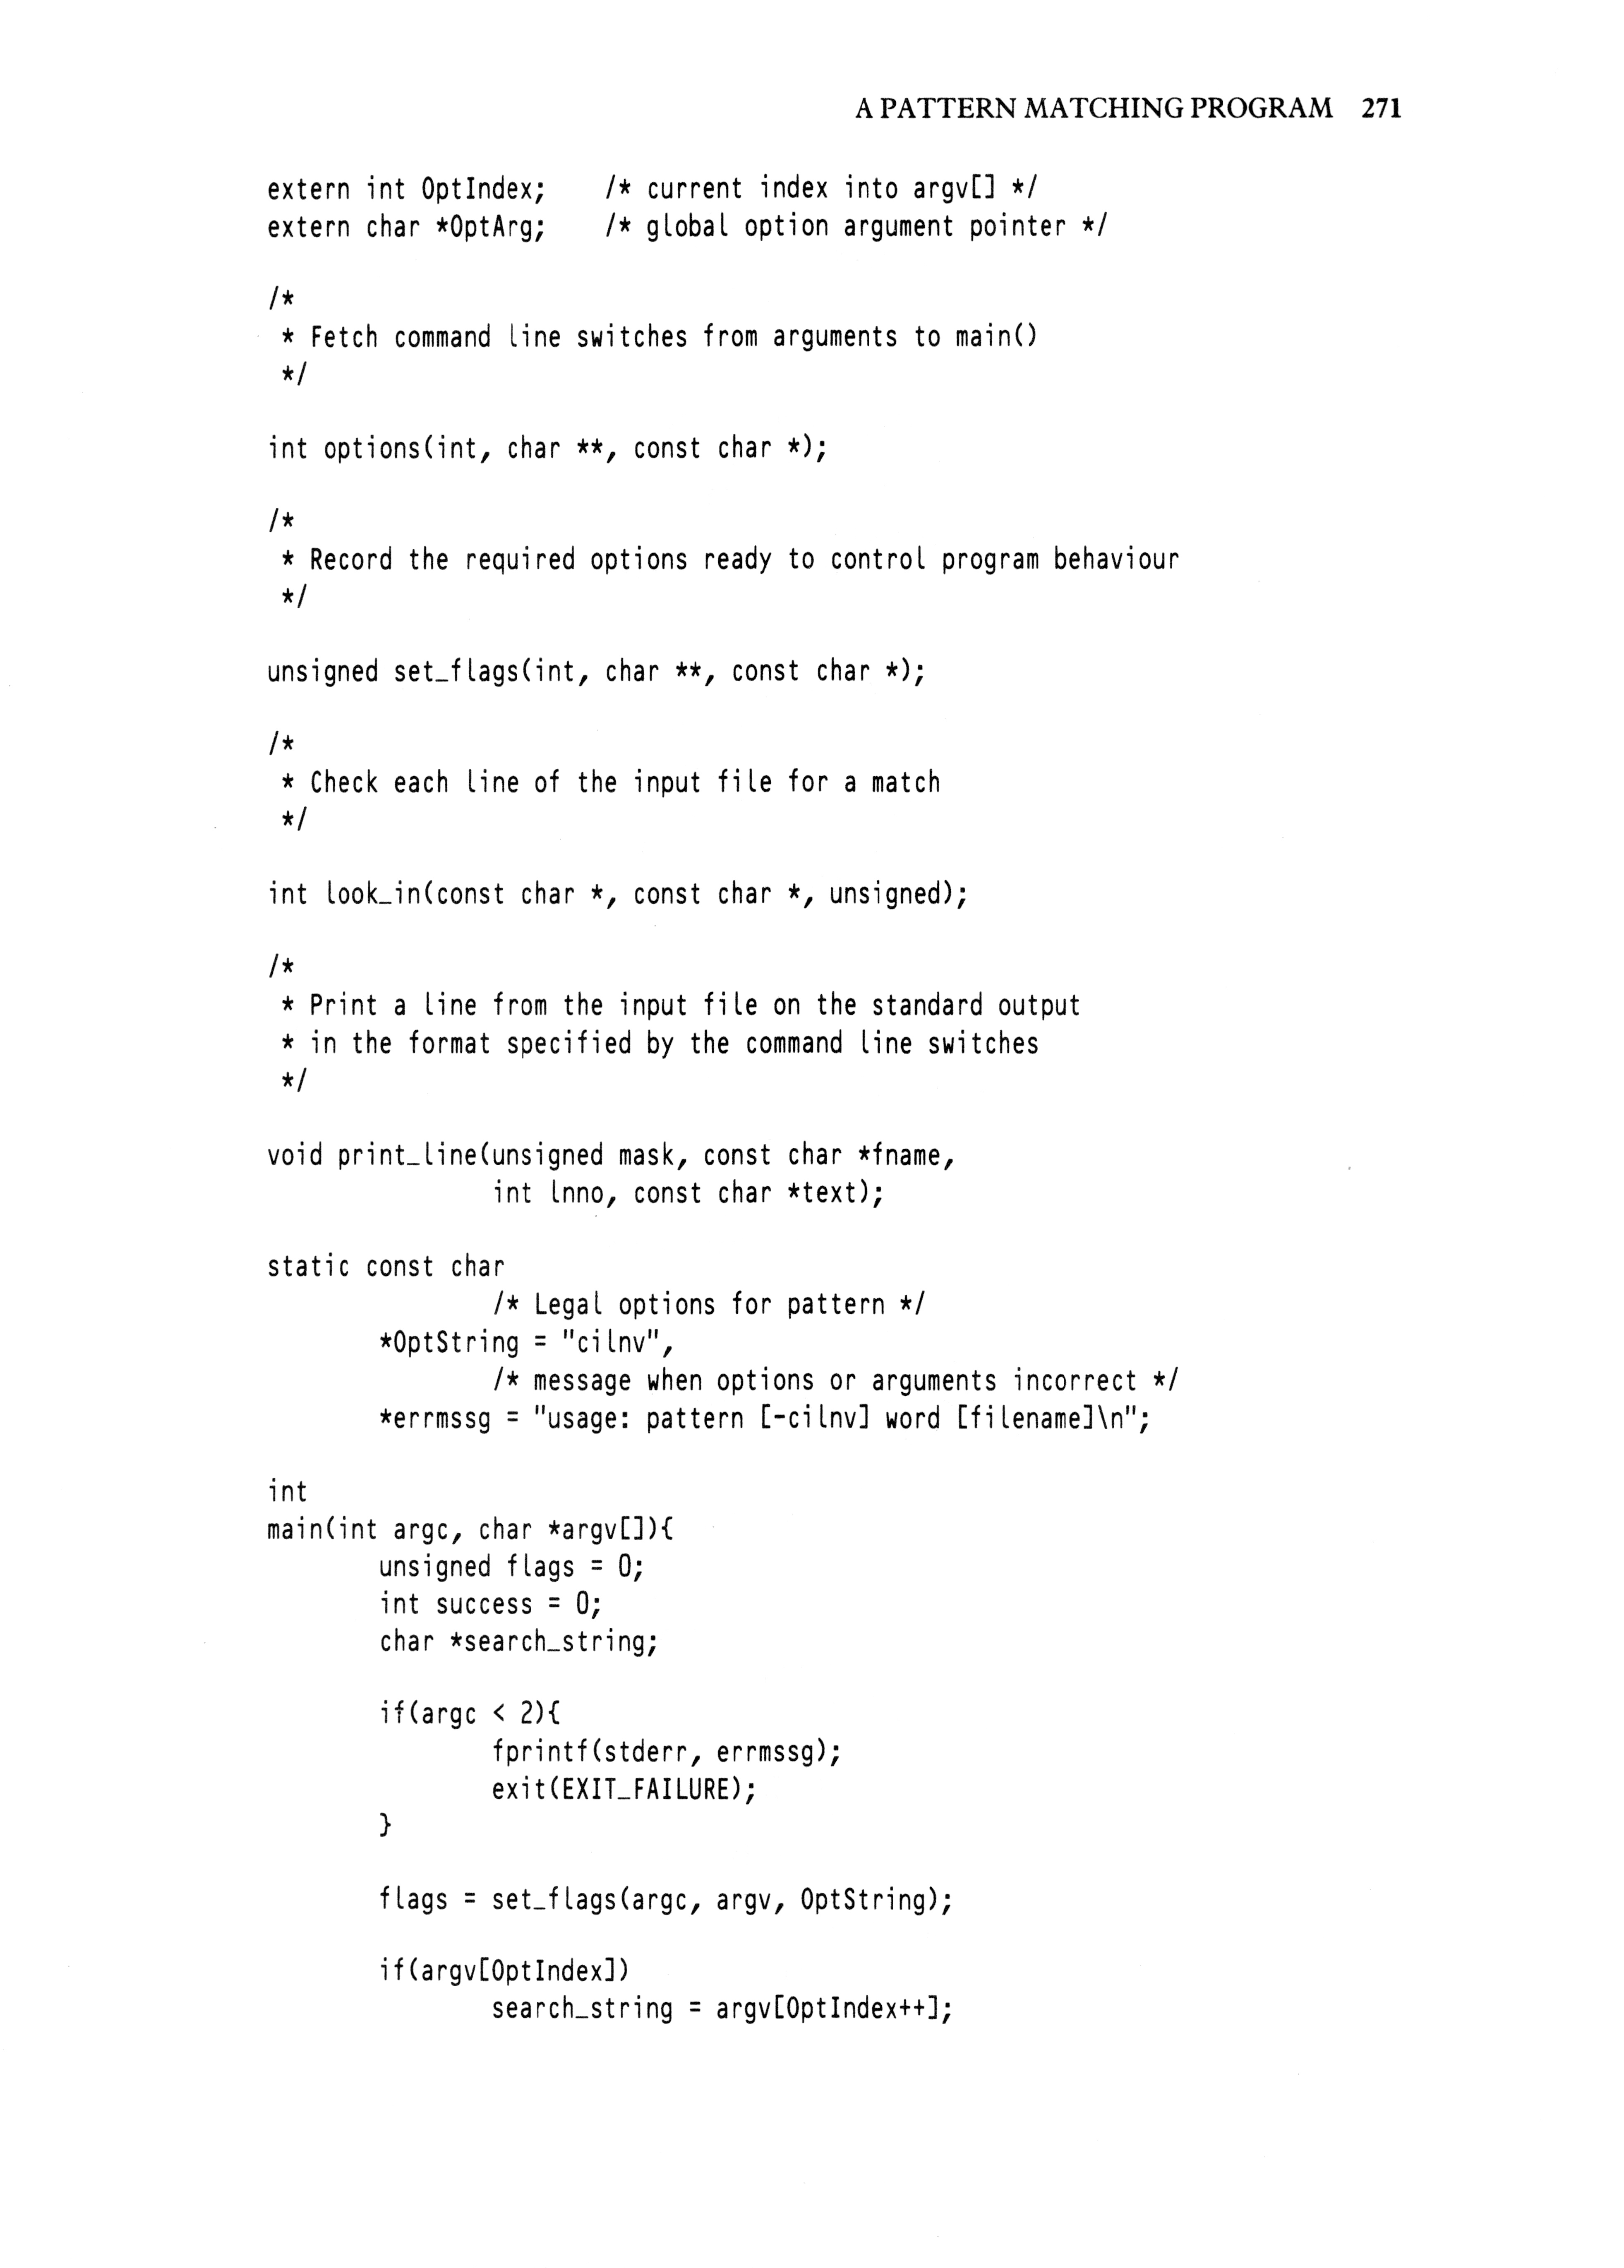 A PATTERN MATCHING PROGRAM 271
extern int OptIndex; /* current index into argv[] */
extern char *OptArg; /* global option argument pointer */
/*
* Fetch command line switches from arguments to main()
*/
int options(int, char **, const char *);
/*
* Record the required options ready to control program behaviour
*/
unsigned set_flags(int, char **, const char *);
/*
* Check each line of the input file for a match
*/
int look_in(const char *, const char *, unsigned);
/*
* Print a line from the input file on the standard output
* in the format specified by the command line switches
*/
void print_line(unsigned mask, const char *fname,
int lnno, const char *text);
static const char
/* Legal options for pattern */
*OptString = "cilnv",
/* message when options or arguments incorrect */
*errmssg = "usage: pattern [-cilnv] word [filename]\n";
int
main(int argc, char *argv[]){
unsigned flags = 0;
int success = 0;
char *search_string;
if(argc < 2){
fprintf(stderr, errmssg);
exit(EXIT_FAILURE);
}
flags = set_flags(argc, argv, OptString);
if(argv[OptIndex])
search_string = argv[OptIndex++];